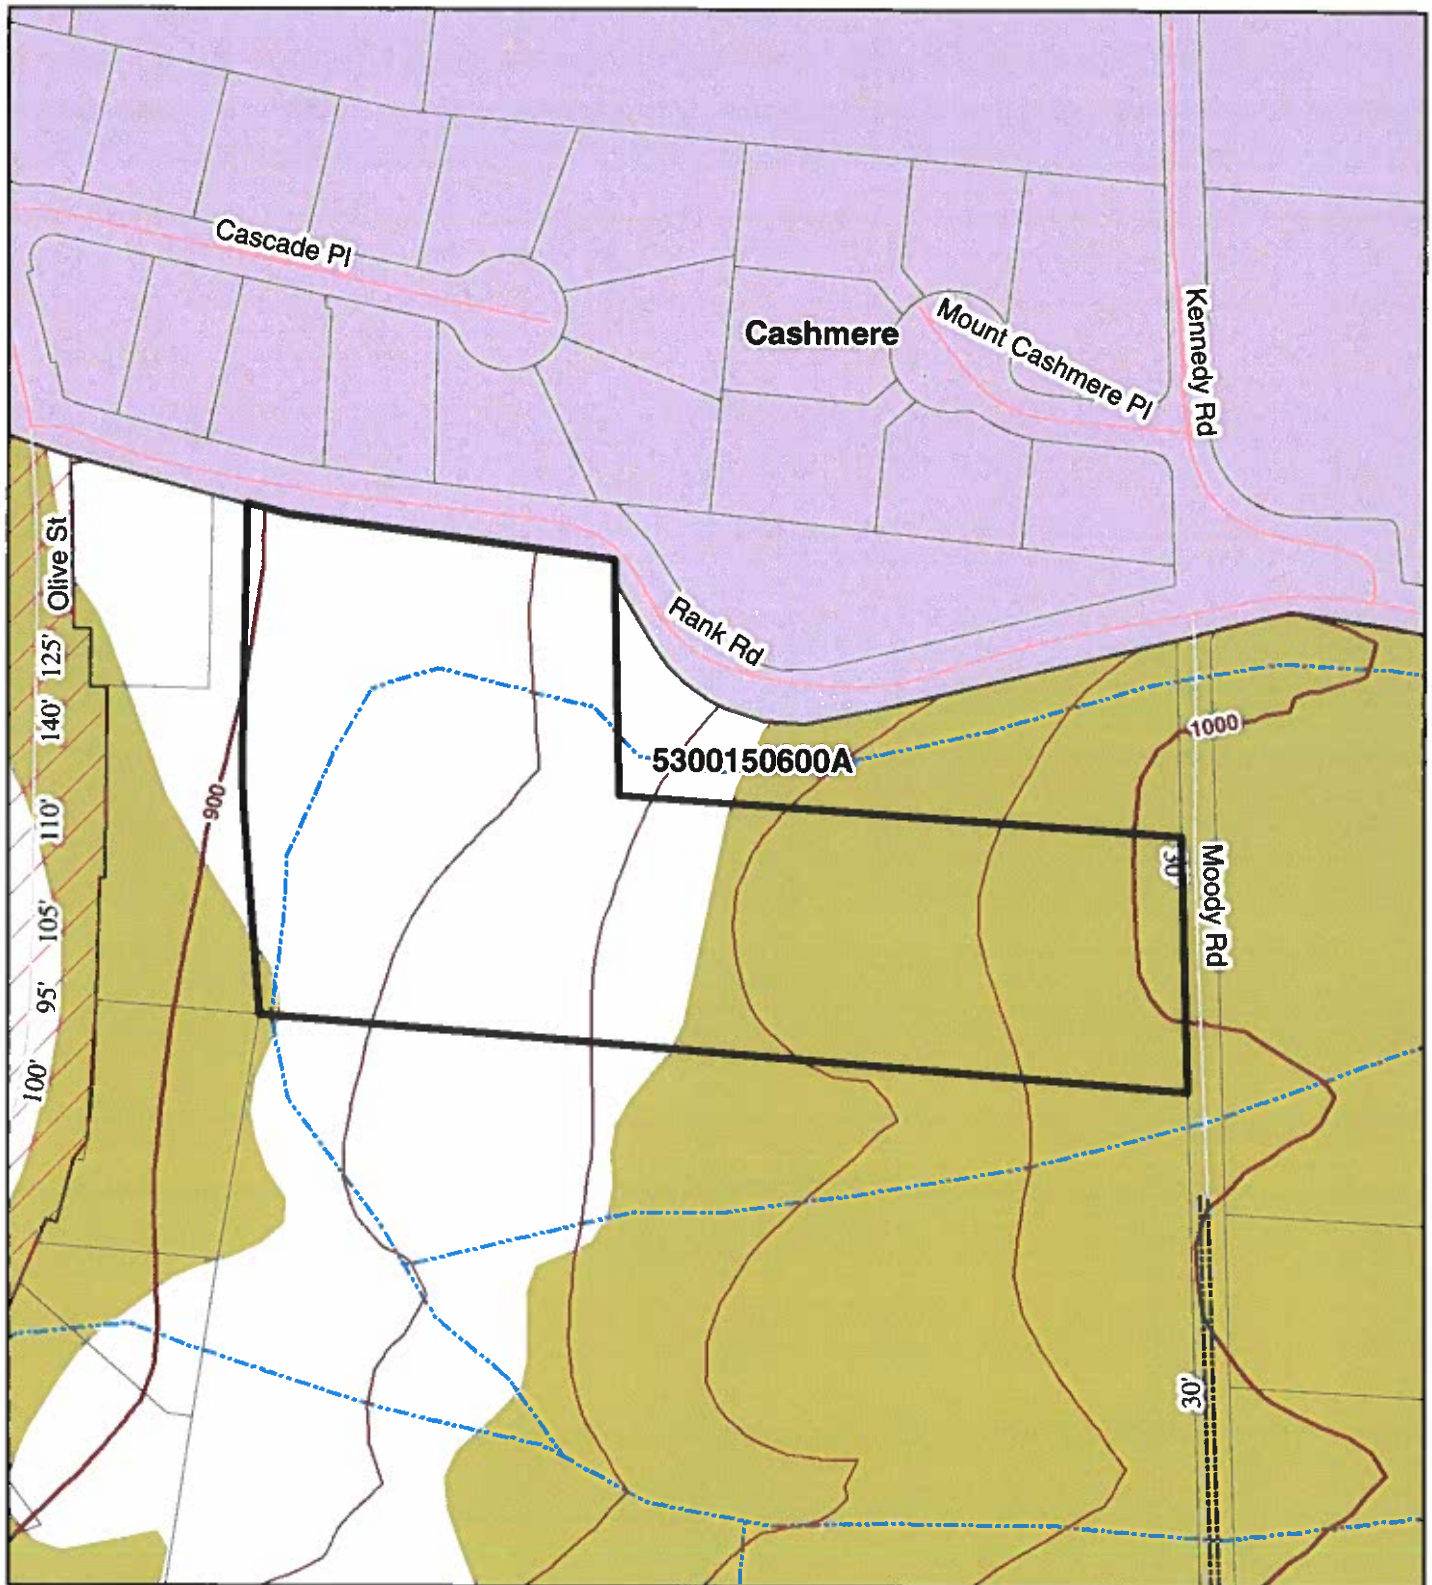 Cascade Pl
Cashmere
Mount Cashmere Pl
Kennedy Rd
Olive St
Rank Rd
125'
140'
5300150600A
1000
900
110'
30'
Moody Rd
105'
95'
100'
30'